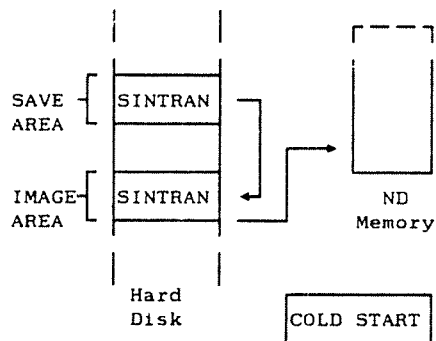 SAVE
AREA
SINTRAN
IMAGE
AREA
SINTRAN
ND
Memory
Hard
Disk
COLD START